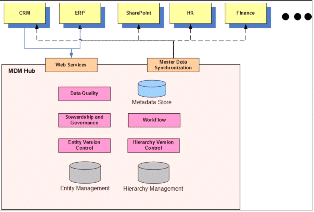 CRM
ERP
SharePoint
HR
Finance
Web Services
Master Data
Synchronization
MDM Hub
Data Quality
Metadata Store
Stewardship and
Governance
Workflow
Entity Version
Control
Hierarchy Version
Control
Entity Management
Hierarchy Management